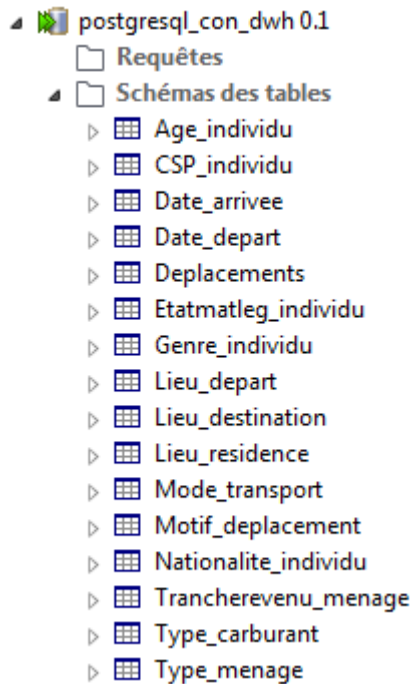 postgresql_con_dwh 0.1
Requêtes
Schémas des tables
Age_individu
CSP_individu
Date_arrivee
Date_depart
Deplacements
Etatmatleg_individu
Genre_individu
Lieu_depart
Lieu_destination
Lieu_residence
Mode_transport
Motif_deplacement
Nationalite_individu
Trancherevenu_menage
Type_carburant
Type_menage